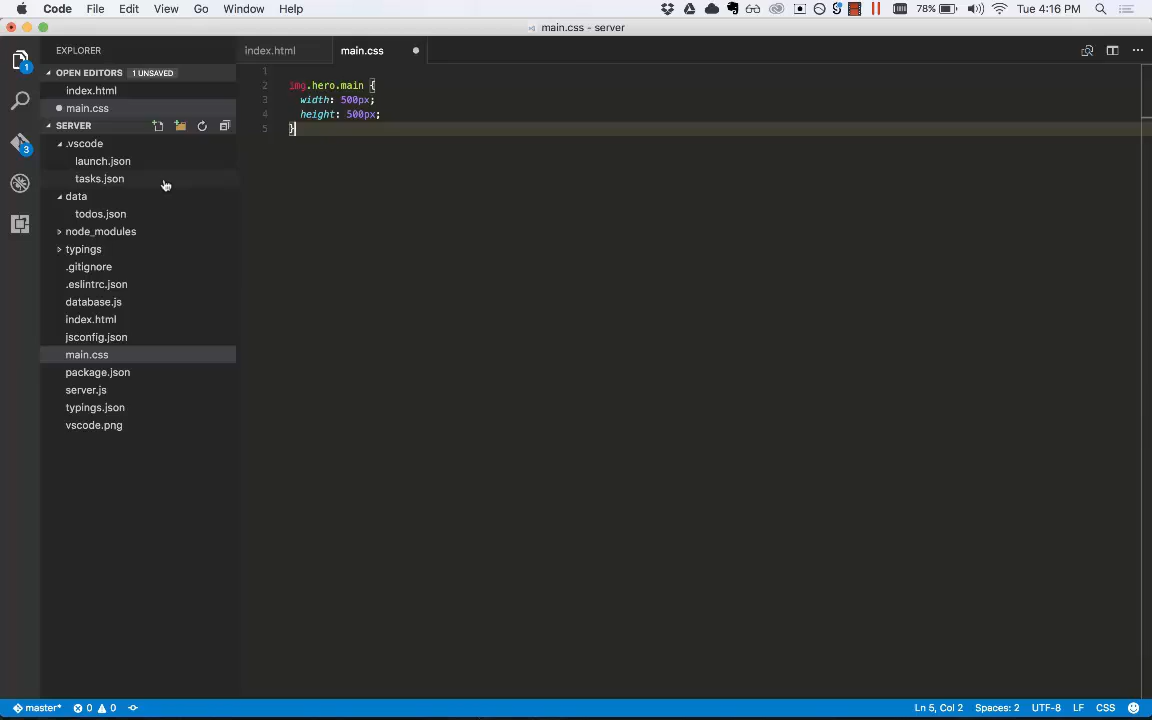 Code File Edit View Go Window Help 78% Tue 4:16 PM
main.css - server
EXPLORER
index.html main.css
OPEN EDITORS 1 UNSAVED
index.html
main.css
SERVER
.vscode
launch.json
tasks.json
data
todos.json
node_modules
typings
.gitignore
.eslintrc.json
database.js
index.html
jsconfig.json
main.css
package.json
server.js
typings.json
vscode.png
1
2 img.hero.main {
3 width: 500px;
4 height: 500px;
5 }
1
3
master* 0 0 Ln 5, Col 2 Spaces: 2 UTF-8 LF CSS